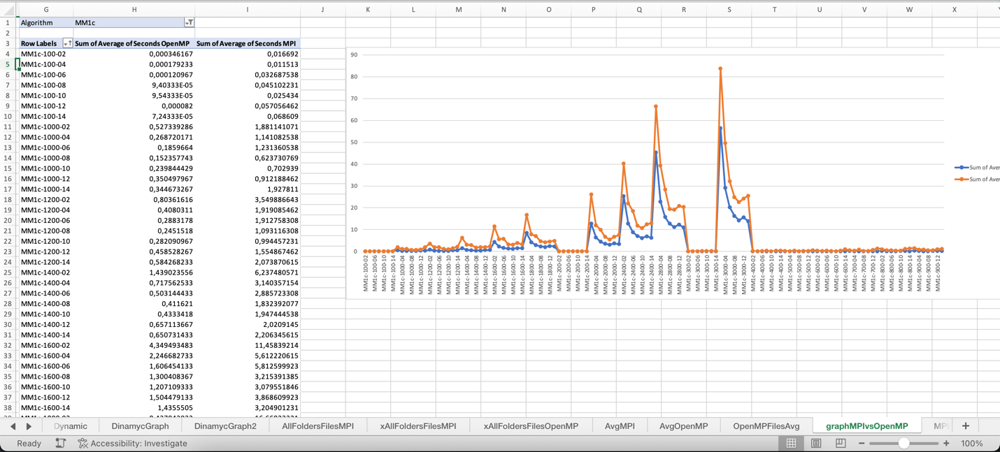 G H I J K L M N O P Q R S T U V W X
1 Algorithm MM1c
2
3 Row Labels Sum of Average of Seconds OpenMP Sum of Average of Seconds MPI
4 MM1c-100-02 0,000346167 0,016692
5 MM1c-100-04 0,000179233 0,011513
6 MM1c-100-06 0,000120967 0,032687538
7 MM1c-100-08 9,40333E-05 0,045102231
8 MM1c-100-10 9,54333E-05 0,025434
9 MM1c-100-12 0,000082 0,057056462
10 MM1c-100-14 7,24333E-05 0,068609
11 MM1c-1000-02 0,527339286 1,881141071
12 MM1c-1000-04 0,268720171 1,141082538
13 MM1c-1000-06 0,1859664 1,231360538
14 MM1c-1000-08 0,152357743 0,623730769
15 MM1c-1000-10 0,239844429 0,702939
16 MM1c-1000-12 0,350497967 0,912188462
17 MM1c-1000-14 0,344673267 1,927811
18 MM1c-1200-02 0,80361616 3,549886643
19 MM1c-1200-04 0,4080311 1,919085462
20 MM1c-1200-06 0,2883178 1,912758308
21 MM1c-1200-08 0,2451518 1,093116308
22 MM1c-1200-10 0,282090967 0,994457231
23 MM1c-1200-12 0,458528267 1,554867462
24 MM1c-1200-14 0,584268233 2,073870615
25 MM1c-1400-02 1,439023556 6,237480571
26 MM1c-1400-04 0,717562533 3,140357154
27 MM1c-1400-06 0,503144433 2,885723308
28 MM1c-1400-08 0,411621 1,832392077
29 MM1c-1400-10 0,4333418 1,947444538
30 MM1c-1400-12 0,657113667 2,0209145
31 MM1c-1400-14 0,650731433 2,206345615
32 MM1c-1600-02 4,349493483 11,45839214
33 MM1c-1600-04 2,246682733 5,612220615
34 MM1c-1600-06 1,606454133 5,812599923
35 MM1c-1600-08 1,300408367 3,215391385
36 MM1c-1600-10 1,207109333 3,079551846
37 MM1c-1600-12 1,504479133 3,868609923
38 MM1c-1600-14 1,4355505 3,204901231
90
80
70
60
50
40
30
20
10
0
Sum of Aver
Sum of Aver
MM1c-100-02
MM1c-100-06
MM1c-100-10
MM1c-100-14
MM1c-1000-04
MM1c-1000-08
MM1c-1000-12
MM1c-1200-02
MM1c-1200-06
MM1c-1200-10
MM1c-1200-14
MM1c-1400-04
MM1c-1400-08
MM1c-1400-12
MM1c-1600-02
MM1c-1600-06
MM1c-1600-10
MM1c-1600-14
MM1c-1800-04
MM1c-1800-08
MM1c-1800-12
MM1c-200-02
MM1c-200-06
MM1c-200-10
MM1c-200-14
MM1c-2000-04
MM1c-2000-08
MM1c-2000-12
MM1c-2400-02
MM1c-2400-06
MM1c-2400-10
MM1c-2400-14
MM1c-2800-04
MM1c-2800-08
MM1c-2800-12
MM1c-300-02
MM1c-300-06
MM1c-300-10
MM1c-300-14
MM1c-3000-04
MM1c-3000-08
MM1c-3000-12
MM1c-400-02
MM1c-400-06
MM1c-400-10
MM1c-400-14
MM1c-500-04
MM1c-500-08
MM1c-500-12
MM1c-600-02
MM1c-600-06
MM1c-600-10
MM1c-600-14
MM1c-700-04
MM1c-700-08
MM1c-700-12
MM1c-800-02
MM1c-800-06
MM1c-800-10
MM1c-800-14
MM1c-900-04
MM1c-900-08
MM1c-900-12
Dynamic DinamycGraph DinamycGraph2 AllFoldersFilesMPI xAllFoldersFilesMPI xAllFoldersFilesOpenMP AvgMPI AvgOpenMP OpenMPFilesAvg graphMPIvsOpenMP MPI +
Ready Accessibility: Investigate − + 100%